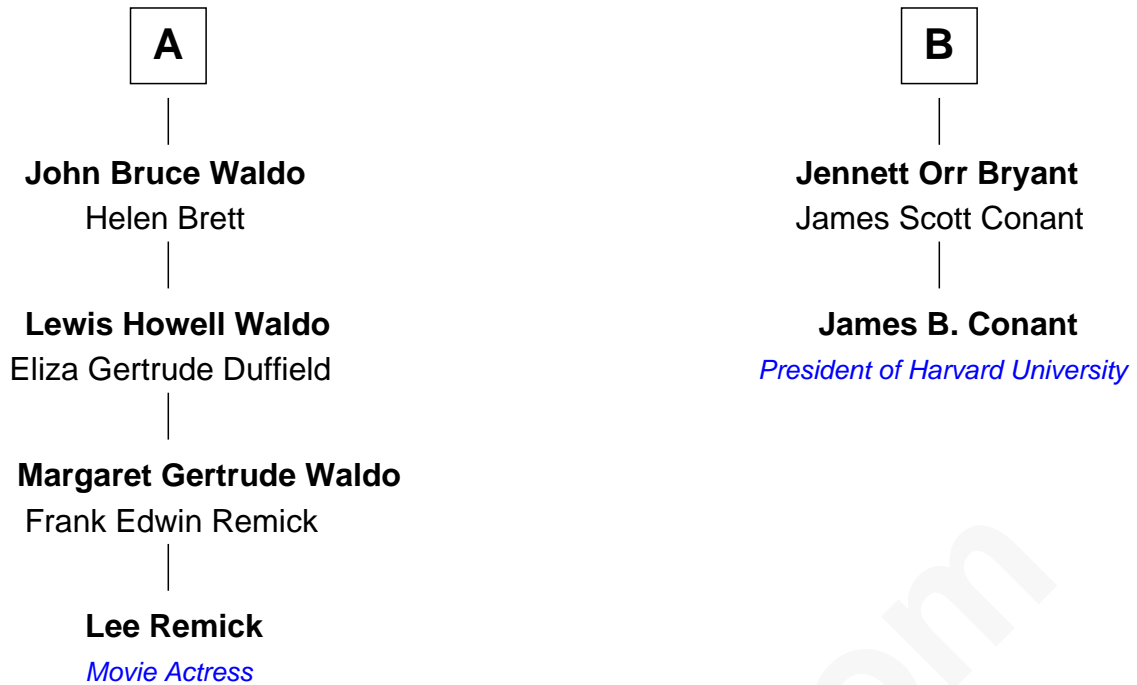 A
John Bruce Waldo
Helen Brett
Lewis Howell Waldo
Eliza Gertrude Duffield
Margaret Gertrude Waldo
Frank Edwin Remick
Lee Remick
Movie Actress
B
Jennett Orr Bryant
James Scott Conant
James B. Conant
President of Harvard University
om